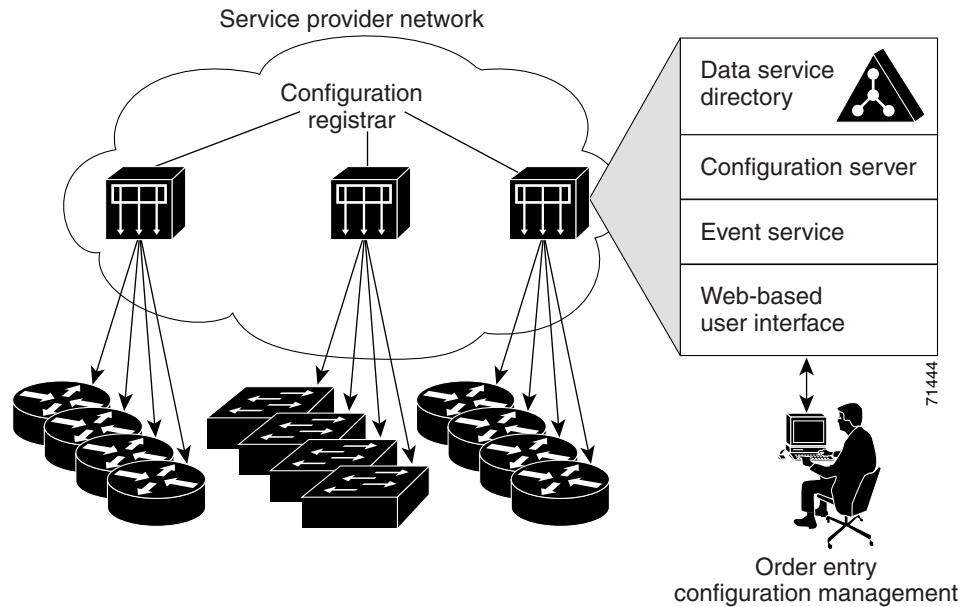 Service provider network
Configuration
registrar
Data service
directory
Configuration server
Event service
Web-based
user interface
71444
Order entry
configuration management